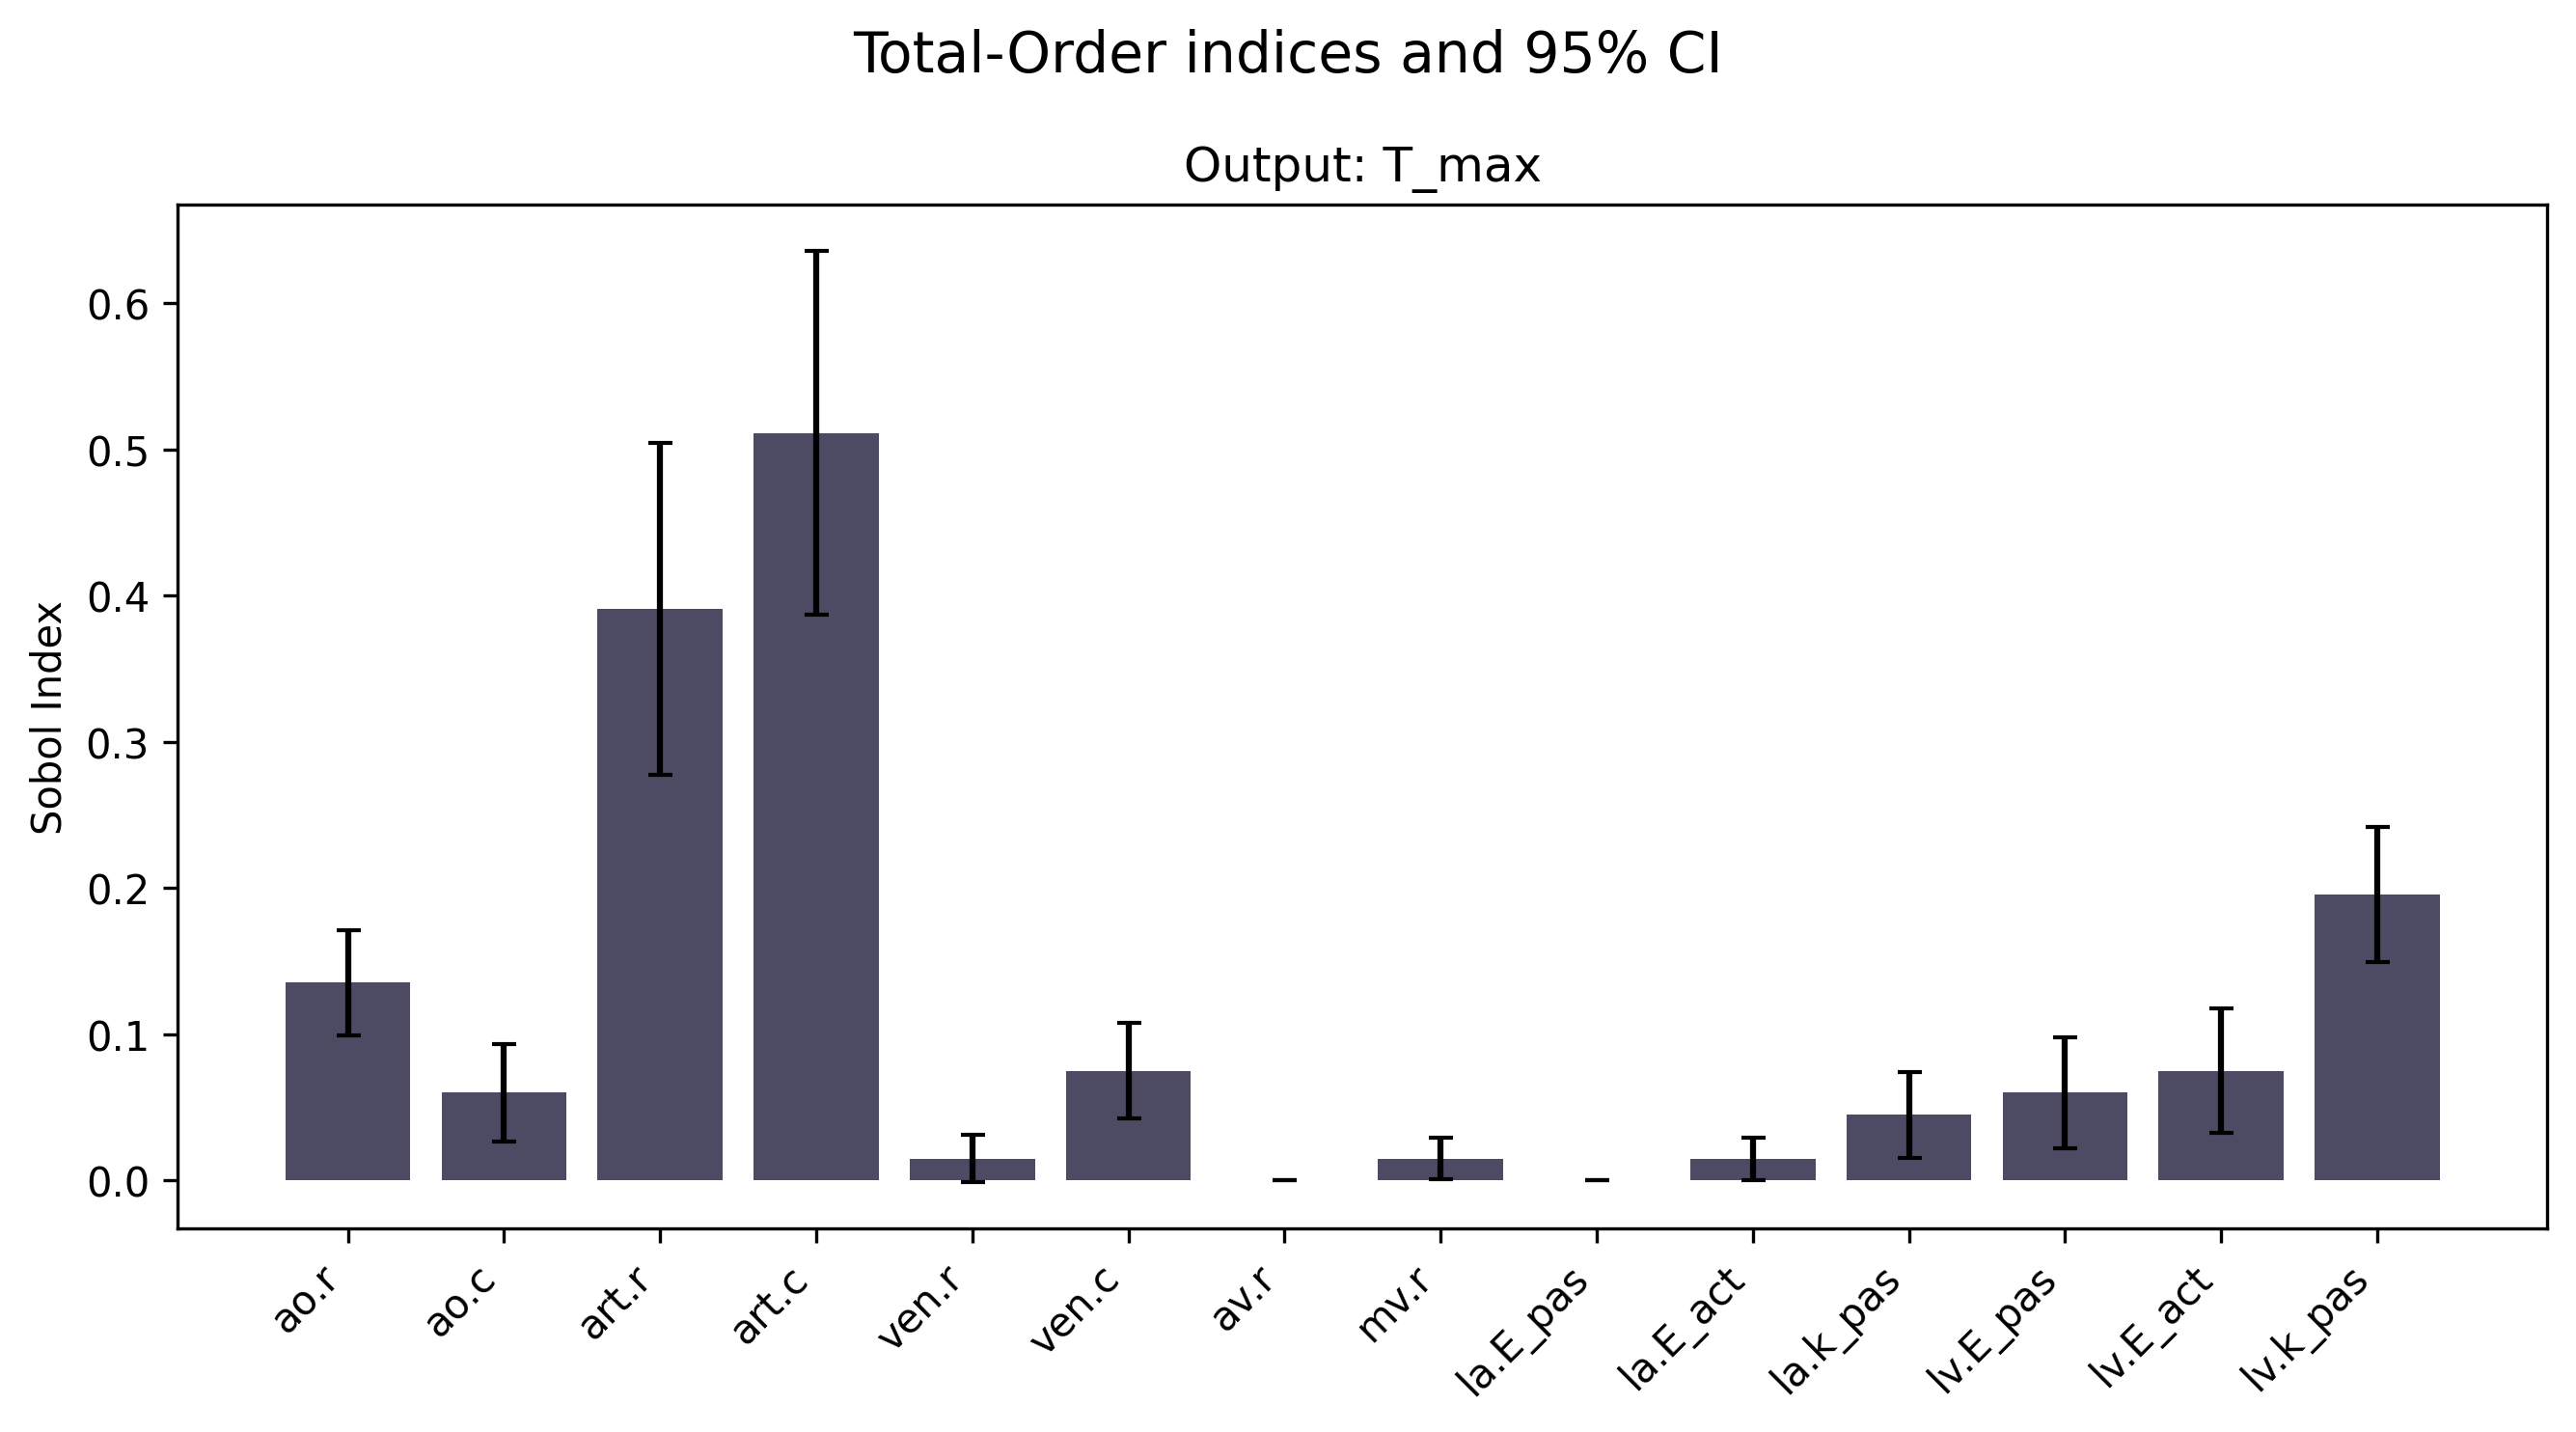 Total-Order indices and 95% CI
Output: T_max
Sobol Index
0.6
0.5
0.4
0.3
0.2
0.1
0.0
ao.r
ao.c
art.r
art.c
ven.r
ven.c
av.r
mv.r
la.E_pas
la.E_act
la.k_pas
lv.E_pas
lv.E_act
lv.k_pas